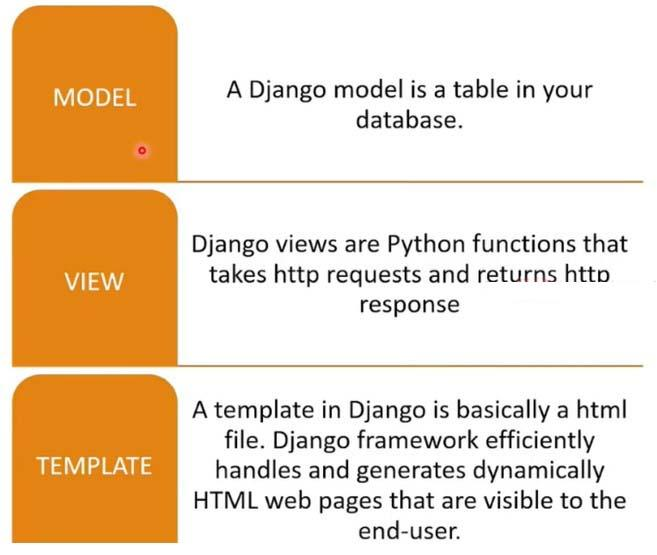 MODEL
A Django model is a table in your
database.
VIEW
Django views are Python functions that
takes http requests and returns http
response
TEMPLATE
A template in Django is basically a html
file. Django framework efficiently
handles and generates dynamically
HTML web pages that are visible to the
end-user.